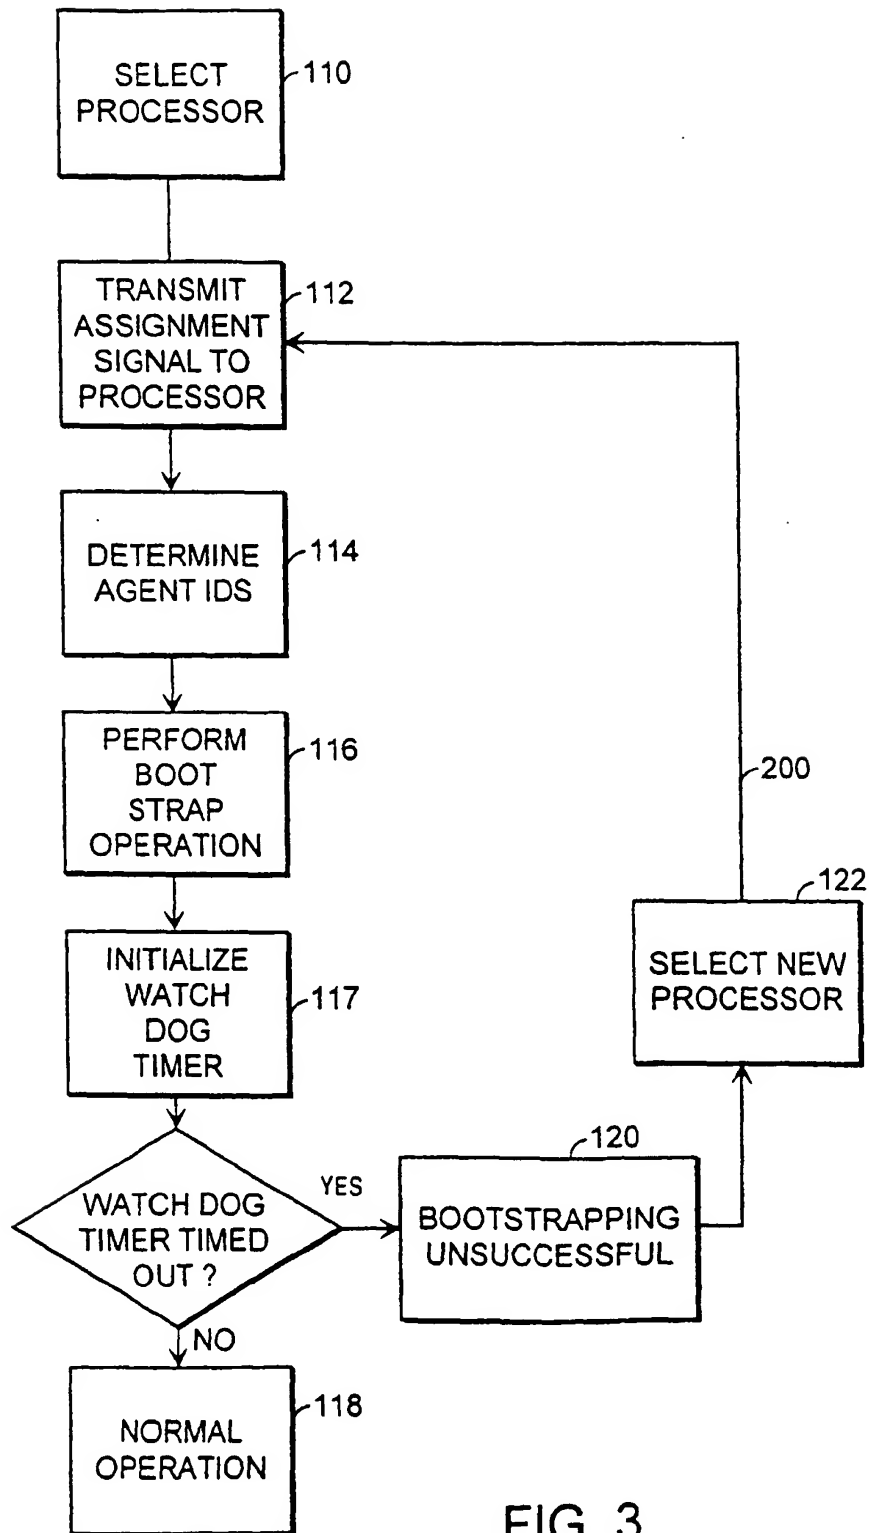 SELECT
PROCESSOR
110
TRANSMIT
ASSIGNMENT
SIGNAL TO
PROCESSOR
112
DETERMINE
AGENT IDS
114
PERFORM
BOOT
STRAP
OPERATION
116
200
122
SELECT NEW
PROCESSOR
INITIALIZE
WATCH
DOG
TIMER
117
WATCH DOG
TIMER TIMED
OUT ?
YES
120
BOOTSTRAPPING
UNSUCCESSFUL
NO
NORMAL
OPERATION
118
FIG. 3